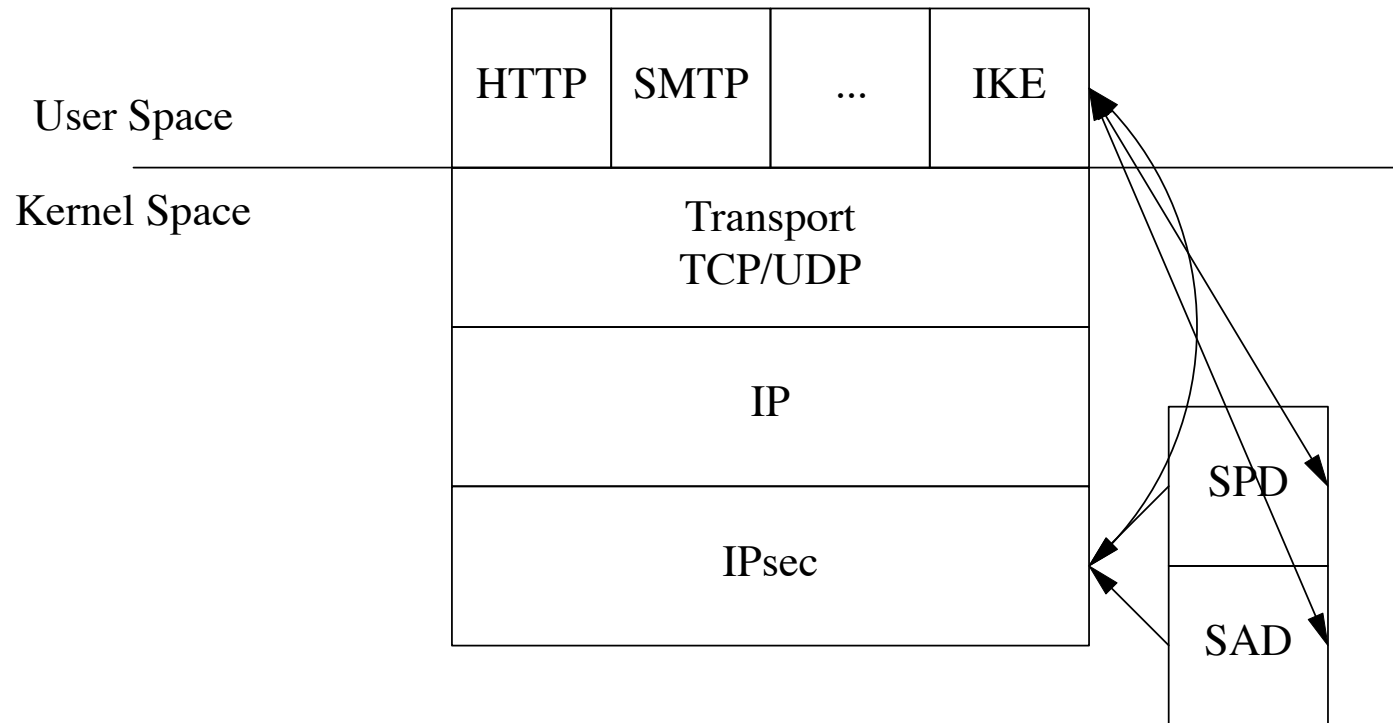 HTTP SMTP ... IKE
User Space
Kernel Space
Transport
TCP/UDP
IP
SPD
IPsec
SAD